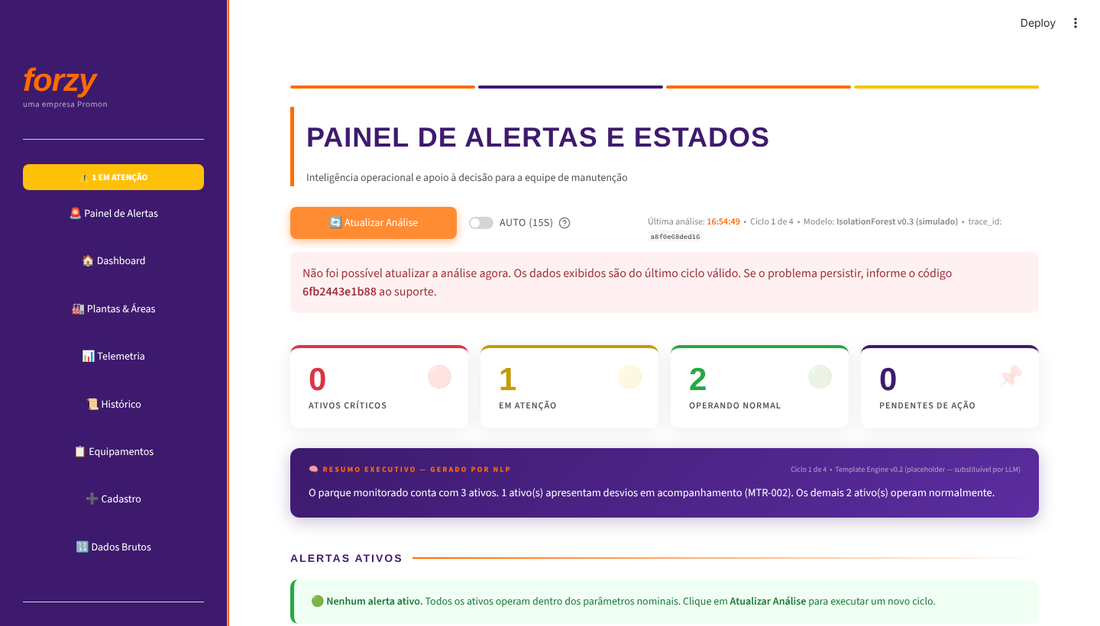 Deploy
forzy
uma empresa Promon
⚠️ 1 EM ATENÇÃO
🚨 Painel de Alertas
🏠 Dashboard
🏭 Plantas & Áreas
📊 Telemetria
📜 Histórico
📋 Equipamentos
➕ Cadastro
🔢 Dados Brutos
PAINEL DE ALERTAS E ESTADOS
Inteligência operacional e apoio à decisão para a equipe de manutenção
🔄 Atualizar Análise
AUTO (15S)
Última análise: 16:54:49 • Ciclo 1 de 4 • Modelo: IsolationForest v0.3 (simulado) • trace_id:
a8f0e68ded16
Não foi possível atualizar a análise agora. Os dados exibidos são do último ciclo válido. Se o problema persistir, informe o código
6fb2443e1b88 ao suporte.
0
ATIVOS CRÍTICOS
1
EM ATENÇÃO
2
OPERANDO NORMAL
0
PENDENTES DE AÇÃO
🧠 RESUMO EXECUTIVO — GERADO POR NLP
Ciclo 1 de 4 • Template Engine v0.2 (placeholder — substituível por LLM)
O parque monitorado conta com 3 ativos. 1 ativo(s) apresentam desvios em acompanhamento (MTR-002). Os demais 2 ativo(s) operam normalmente.
ALERTAS ATIVOS
🟢 Nenhum alerta ativo. Todos os ativos operam dentro dos parâmetros nominais. Clique em Atualizar Análise para executar um novo ciclo.